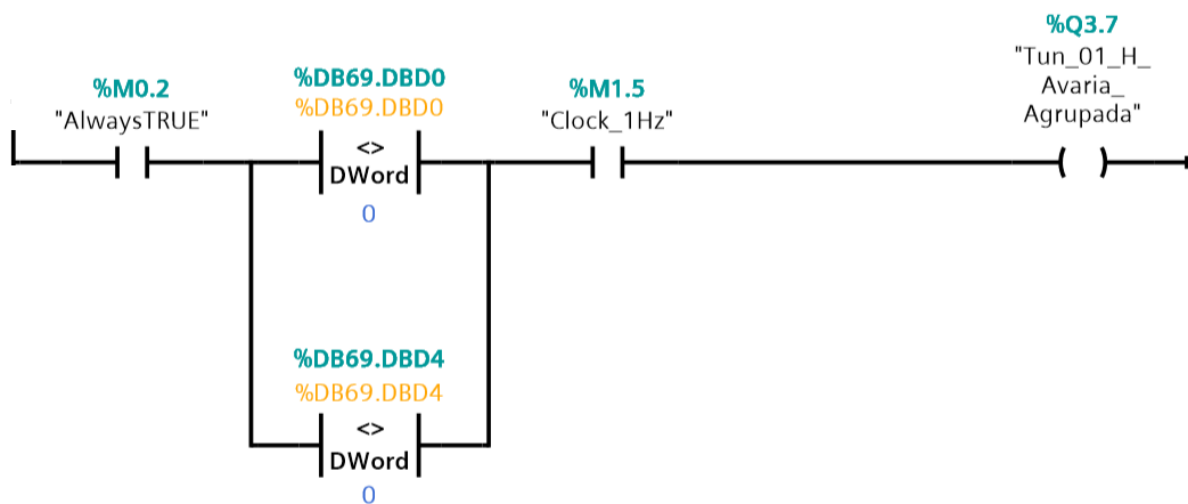 %Q3.7
"Tun_01_H_
Avaria_
Agrupada"
%M0.2
"AlwaysTRUE"
%DB69.DBD0
%DB69.DBD0
<>
DWord
0
%M1.5
"Clock_1Hz"
%DB69.DBD4
%DB69.DBD4
<>
DWord
0